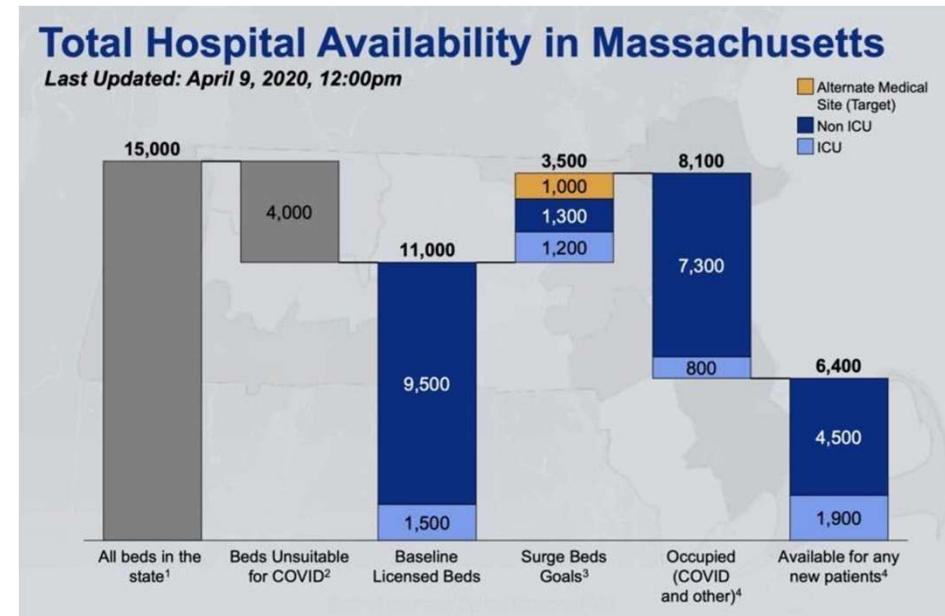 Total Hospital Availability in Massachusetts
Last Updated: April 9, 2020, 12:00pm
Alternate Medical
Site (Target)
Non ICU
ICU
15,000
4,000
11,000
9,500
1,500
3,500
1,000
1,300
1,200
8,100
7,300
800
6,400
4,500
1,900
All beds in the
state¹
Beds Unsuitable
for COVID²
Baseline
Licensed Beds
Surge Beds
Goals³
Occupied
(COVID
and other)⁴
Available for any
new patients⁴